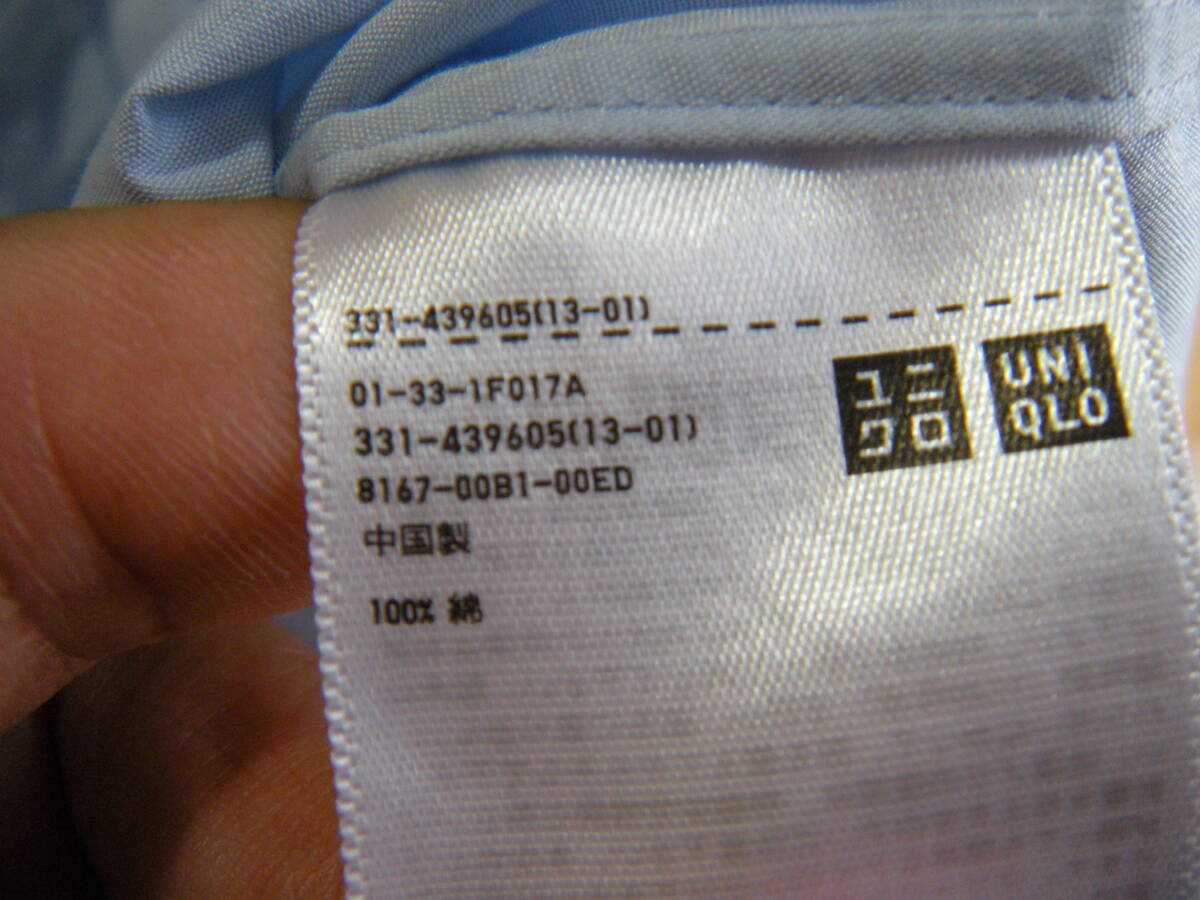 331-439605(13-01)
01-33-1F017A
331-439605(13-01)
8167-00B1-00ED
中国製
100% 綿
ユニ
クロ
UNI
QLO